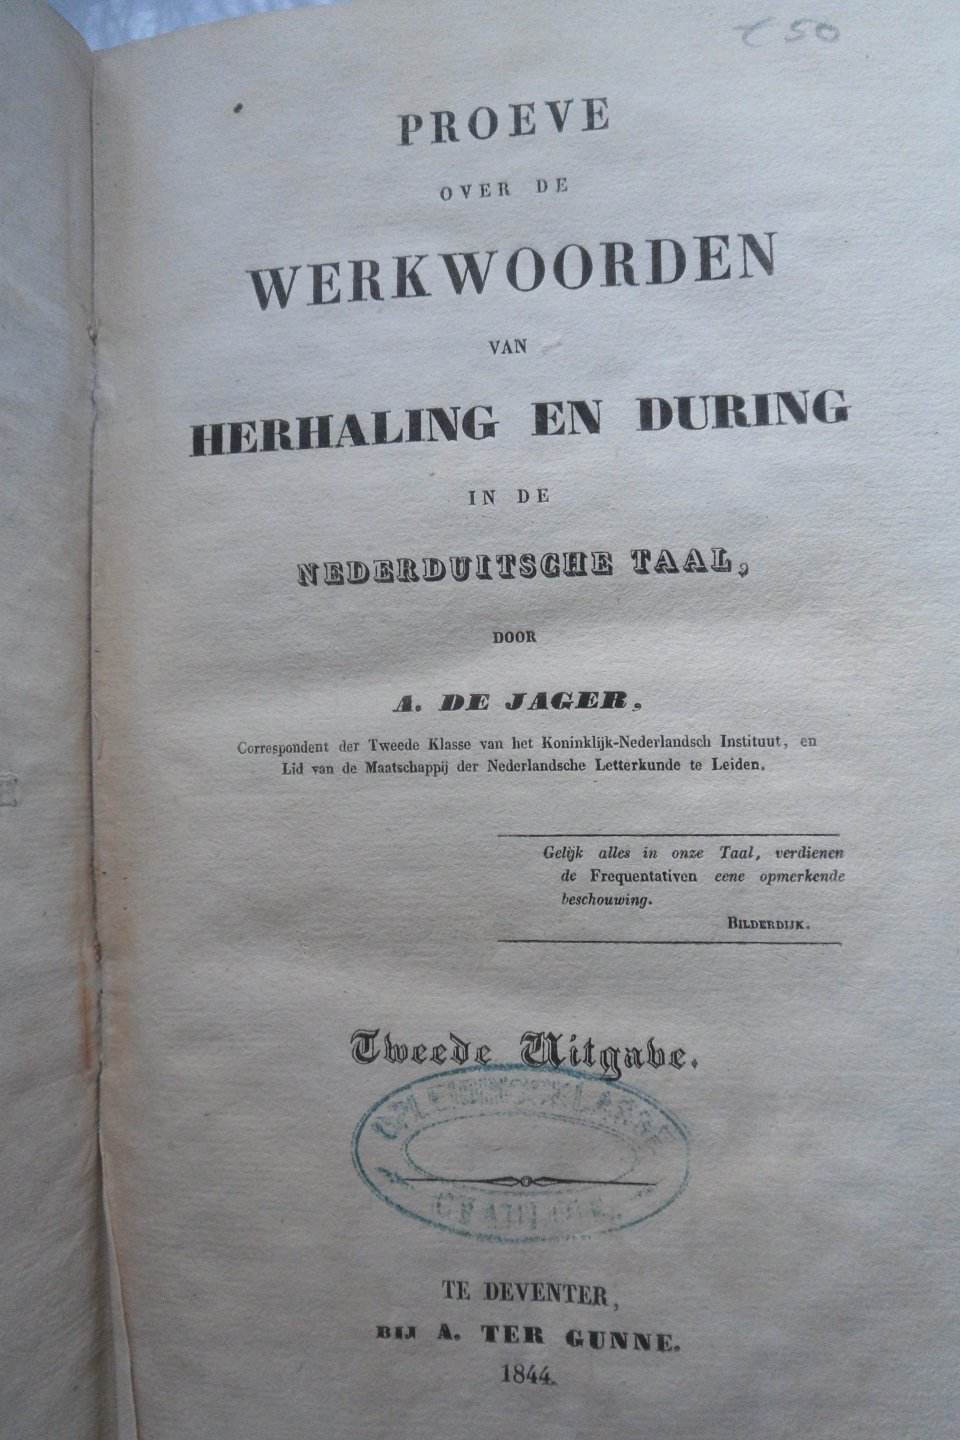 50
PROEVE
OVER DE
WERKWOORDEN
VAN
HERHALING EN DURING
IN DE
NEDERDUITSCHE TAAL,
DOOR
A. DE JAGER,
Correspondent der Tweede Klasse van het Koninklijk-Nederlandsch Instituut, en
Lid van de Maatschappij der Nederlandsche Letterkunde te Leiden.
Gelijk alles in onze Taal, verdienen
de Frequentativen eene opmerkende
beschouwing.
BILDERDIJK.
Tweede Uitgave.
OPLEIDINGSKLASSE
TE DEVENTER,
BIJ A. TER GUNNE.
1844.